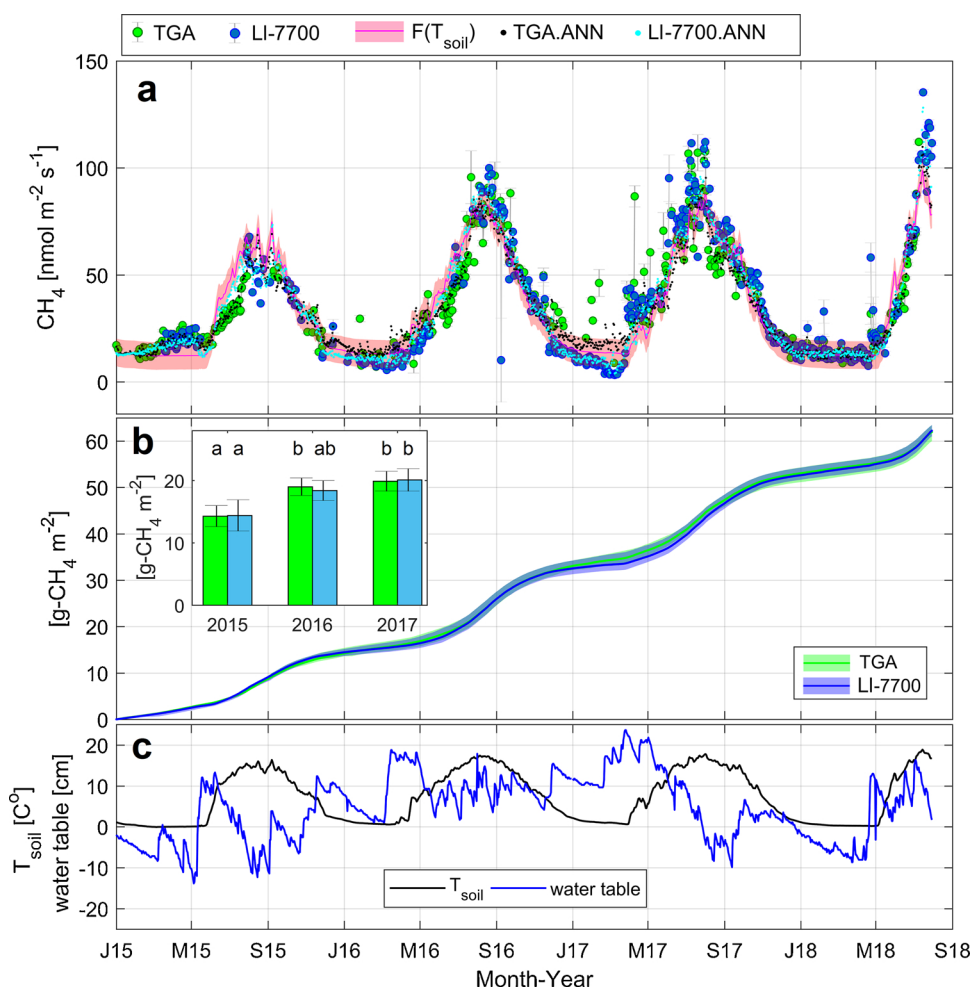 TGA LI-7700 F(T_soil) TGA.ANN LI-7700.ANN
a
CH₄ [nmol m⁻² s⁻¹]
150
100
50
0
b
[g-CH₄ m⁻²]
60
50
40
30
20
10
0
[g-CH₄ m⁻²]
20
10
0
a a b ab b b
2015 2016 2017
TGA
LI-7700
c
T_soil [C°]
water table [cm]
20
10
0
-10
-20
T_soil water table
J15 M15 S15 J16 M16 S16 J17 M17 S17 J18 M18 S18
Month-Year